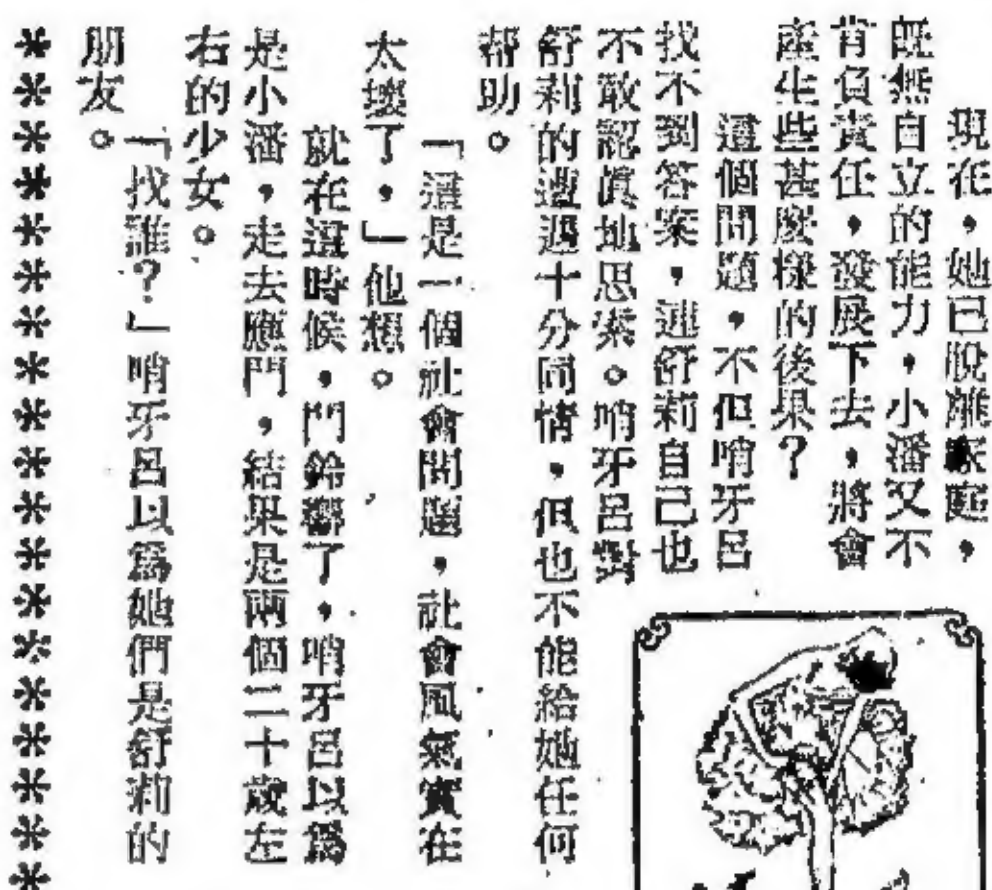 現在，她已脫離家庭，
既無自立的能力，小潘又不
肯負責任，發展下去，將會
產生些甚麼樣的後果？
這個問題，不但哨牙呂
找不到答案，連舒莉自己也
不敢認眞地思索。哨牙呂對
舒莉的遭遇十分同情，但也不能給她任何
帮助。
「這是一個社會問題，社會風氣實在
太壞了，」他想。
就在這時候，門鈴響了，哨牙呂以爲
是小潘，走去應門，結果是兩個二十歲左
右的少女。
「找誰？」哨牙呂以爲她們是舒莉的
朋友。
＊＊＊＊＊＊＊＊＊＊＊＊＊＊＊＊＊＊